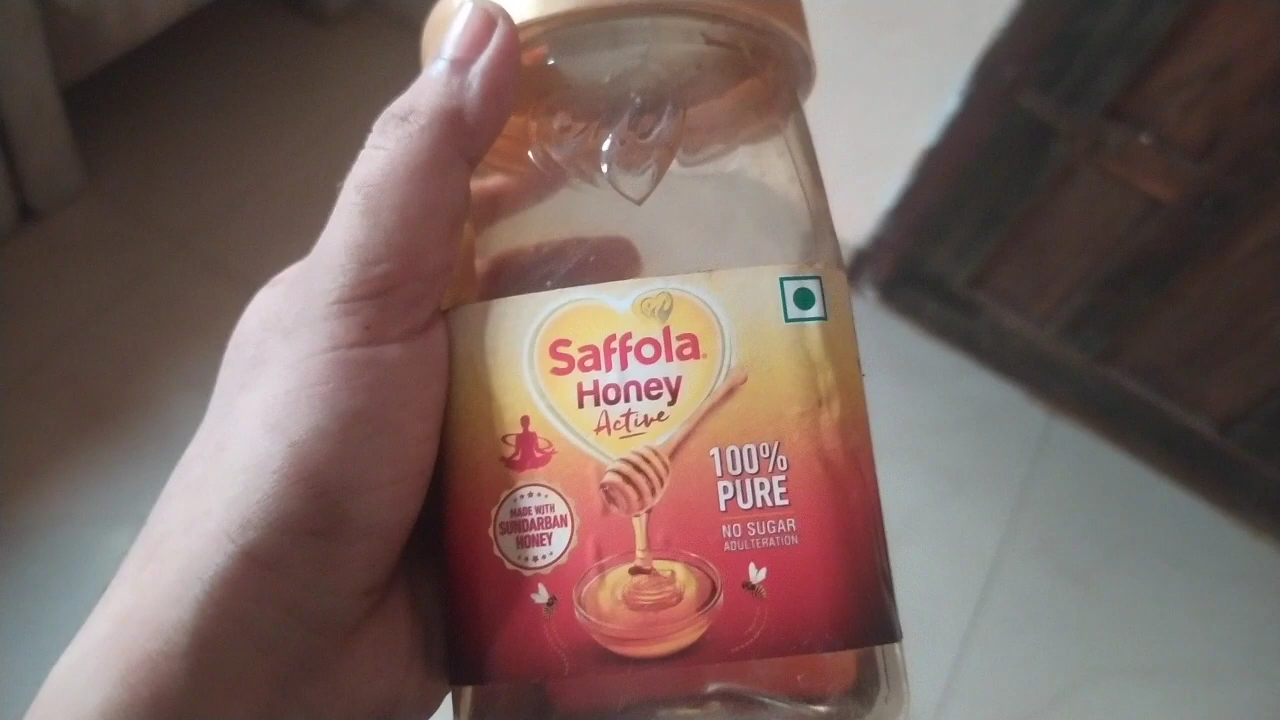 Saffola
Honey
Active
100%
PURE
NO SUGAR
ADULTERATION
MADE WITH
SUNDARBAN
HONEY